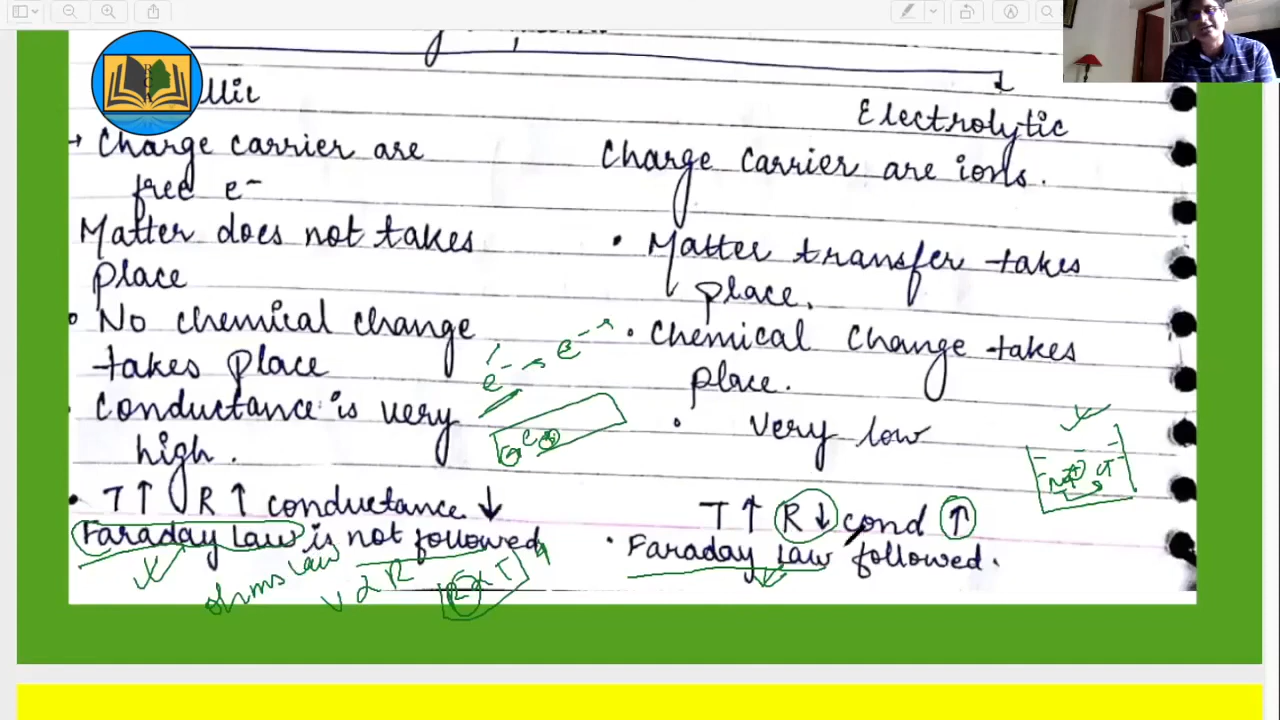 llic
→ Charge carrier are
free e-
Matter does not takes
place
• No chemical change
takes place
• Conductance is very
high.
• T↑ R↑ conductance ↓
Faraday Law is not followed
ohms law V α R
R α T
e- → e-
Electrolytic
Charge carrier are ions.
• Matter transfer takes
place.
• Chemical change takes
place.
• Very low
T↑ R↓ cond ↑
• Faraday Law followed.